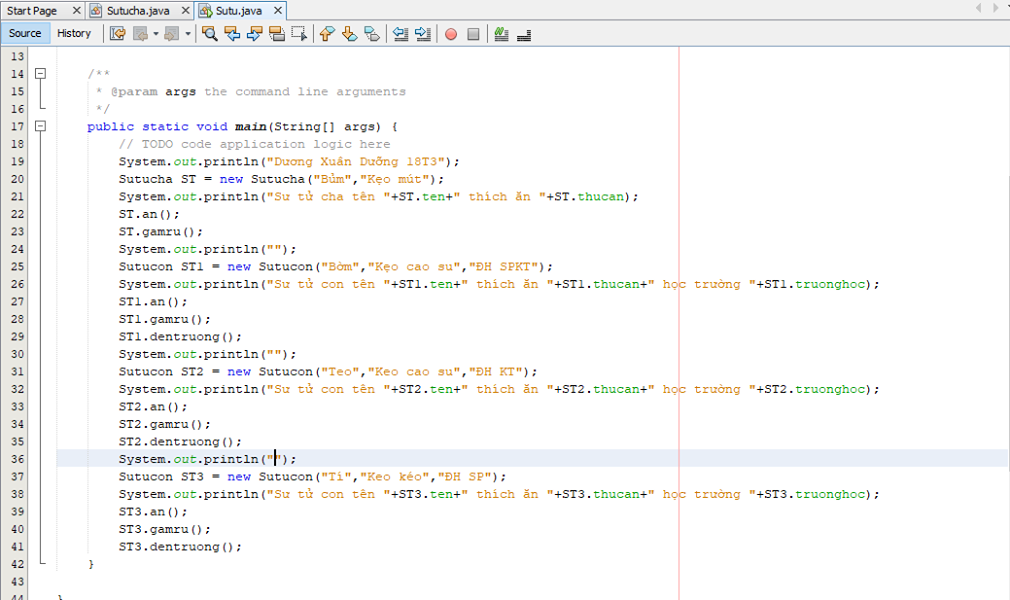 Start Page Sutucha.java Sutu.java
Source History
13
14 /**
15 * @param args the command line arguments
16 */
17 public static void main(String[] args) {
18 // TODO code application logic here
19 System.out.println("Dương Xuân Dưỡng 18T3");
20 Sutucha ST = new Sutucha("Bủm","Kẹo mút");
21 System.out.println("Sư tử cha tên "+ST.ten+" thích ăn "+ST.thucan);
22 ST.an();
23 ST.gamru();
24 System.out.println("");
25 Sutucon ST1 = new Sutucon("Bờm","Kẹo cao su","ĐH SPKT");
26 System.out.println("Sư tử con tên "+ST1.ten+" thích ăn "+ST1.thucan+" học trường "+ST1.truonghoc);
27 ST1.an();
28 ST1.gamru();
29 ST1.dentruong();
30 System.out.println("");
31 Sutucon ST2 = new Sutucon("Teo","Keo cao su","ĐH KT");
32 System.out.println("Sư tử con tên "+ST2.ten+" thích ăn "+ST2.thucan+" học trường "+ST2.truonghoc);
33 ST2.an();
34 ST2.gamru();
35 ST2.dentruong();
36 System.out.println("");
37 Sutucon ST3 = new Sutucon("Tí","Keo kéo","ĐH SP");
38 System.out.println("Sư tử con tên "+ST3.ten+" thích ăn "+ST3.thucan+" học trường "+ST3.truonghoc);
39 ST3.an();
40 ST3.gamru();
41 ST3.dentruong();
42 }
43
44 }